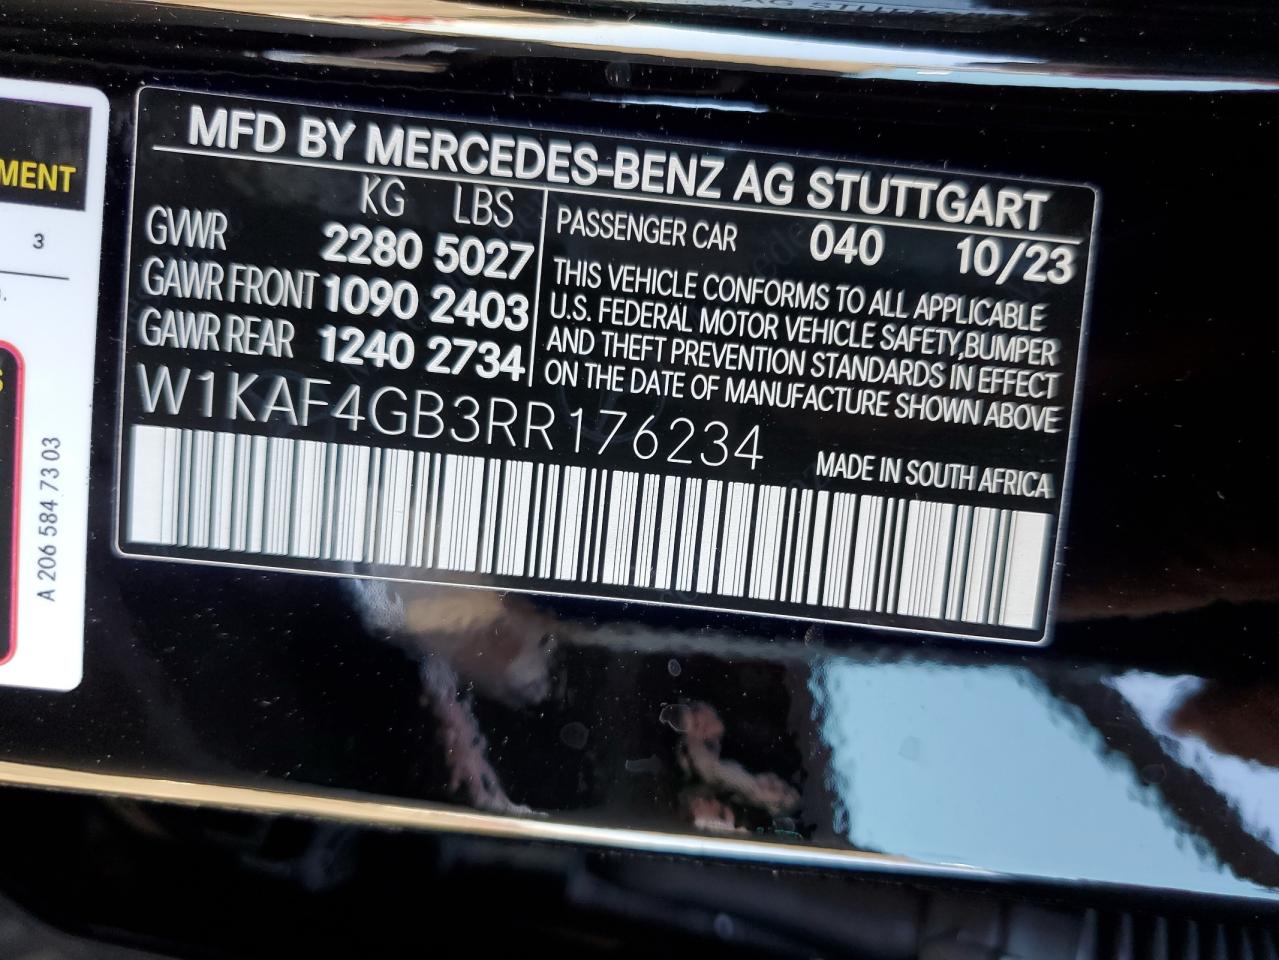 MFD BY MERCEDES-BENZ AG STUTTGART
KG LBS
GVWR 2280 5027
GAWR FRONT 1090 2403
GAWR REAR 1240 2734
PASSENGER CAR 040 10/23
THIS VEHICLE CONFORMS TO ALL APPLICABLE
U.S. FEDERAL MOTOR VEHICLE SAFETY,BUMPER
AND THEFT PREVENTION STANDARDS IN EFFECT
ON THE DATE OF MANUFACTURE SHOWN ABOVE
W1KAF4GB3RR176234
MADE IN SOUTH AFRICA
MENT
3
A 206 584 73 03